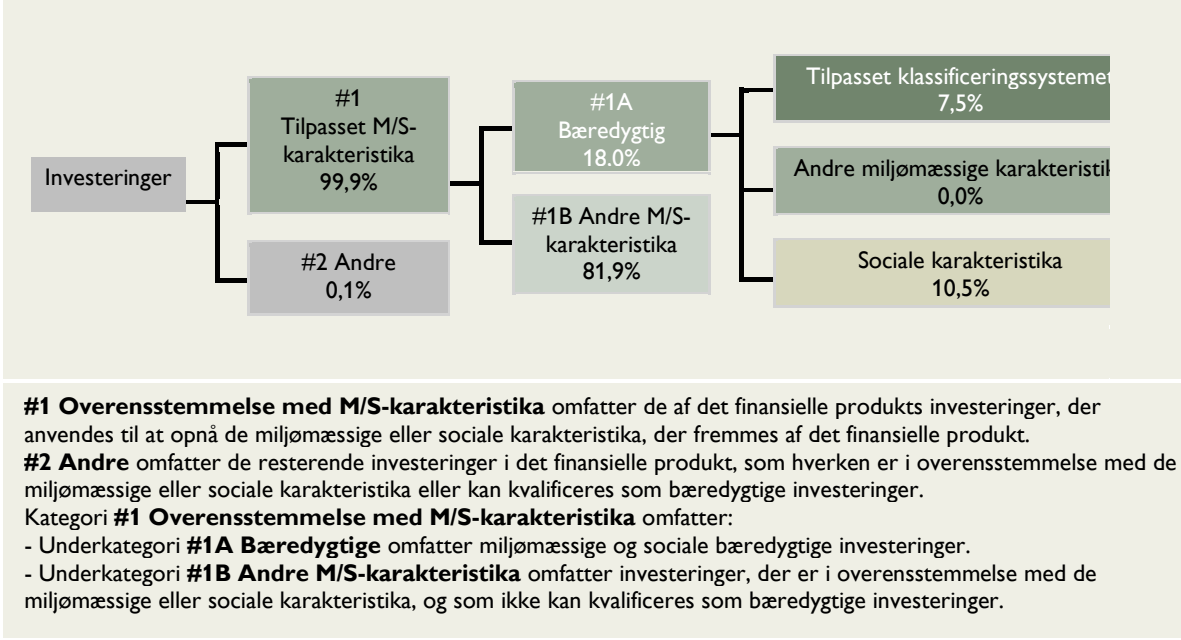 Investeringer
#1
Tilpasset M/S-
karakteristika
99,9%
#2 Andre
0,1%
#1A
Bæredygtig
18.0%
#1B Andre M/S-
karakteristika
81,9%
Tilpasset klassificeringssystemet
7,5%
Andre miljømæssige karakteristik
0,0%
Sociale karakteristika
10,5%
#1 Overensstemmelse med M/S-karakteristika omfatter de af det finansielle produkts investeringer, der
anvendes til at opnå de miljømæssige eller sociale karakteristika, der fremmes af det finansielle produkt.
#2 Andre omfatter de resterende investeringer i det finansielle produkt, som hverken er i overensstemmelse med de
miljømæssige eller sociale karakteristika eller kan kvalificeres som bæredygtige investeringer.
Kategori #1 Overensstemmelse med M/S-karakteristika omfatter:
- Underkategori #1A Bæredygtige omfatter miljømæssige og sociale bæredygtige investeringer.
- Underkategori #1B Andre M/S-karakteristika omfatter investeringer, der er i overensstemmelse med de
miljømæssige eller sociale karakteristika, og som ikke kan kvalificeres som bæredygtige investeringer.